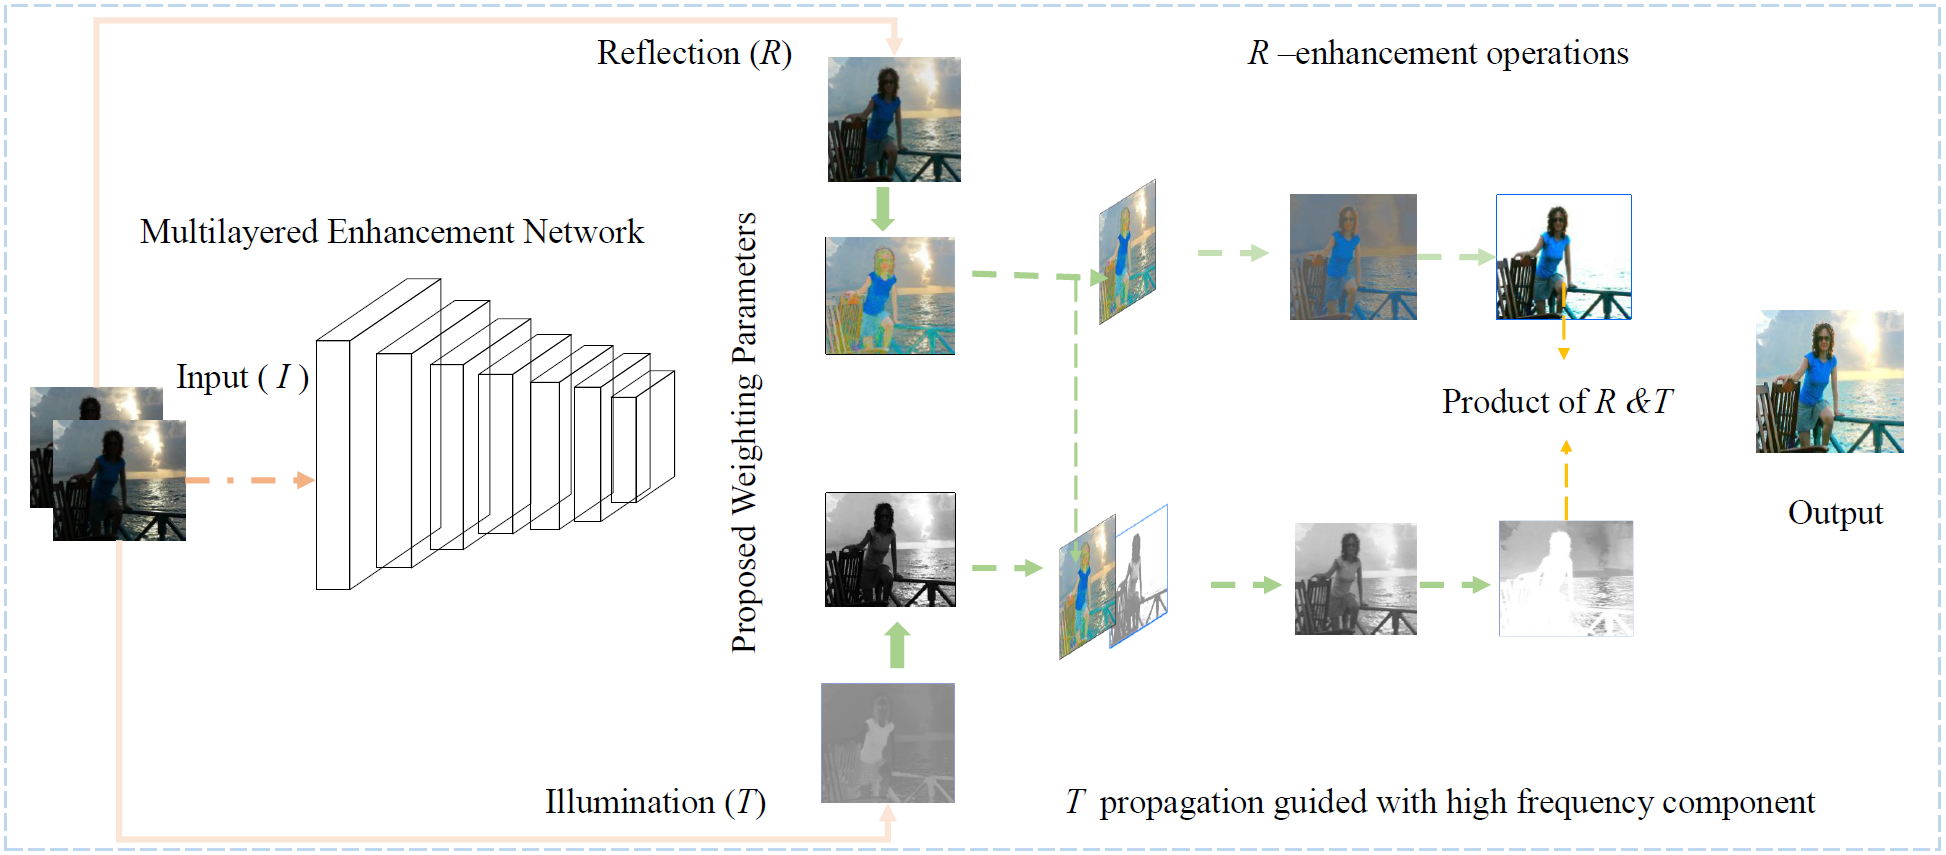 Reflection (R)
R –enhancement operations
Multilayered Enhancement Network
Input ( I )
Proposed Weighting Parameters
Product of R &T
Output
Illumination (T)
T propagation guided with high frequency component